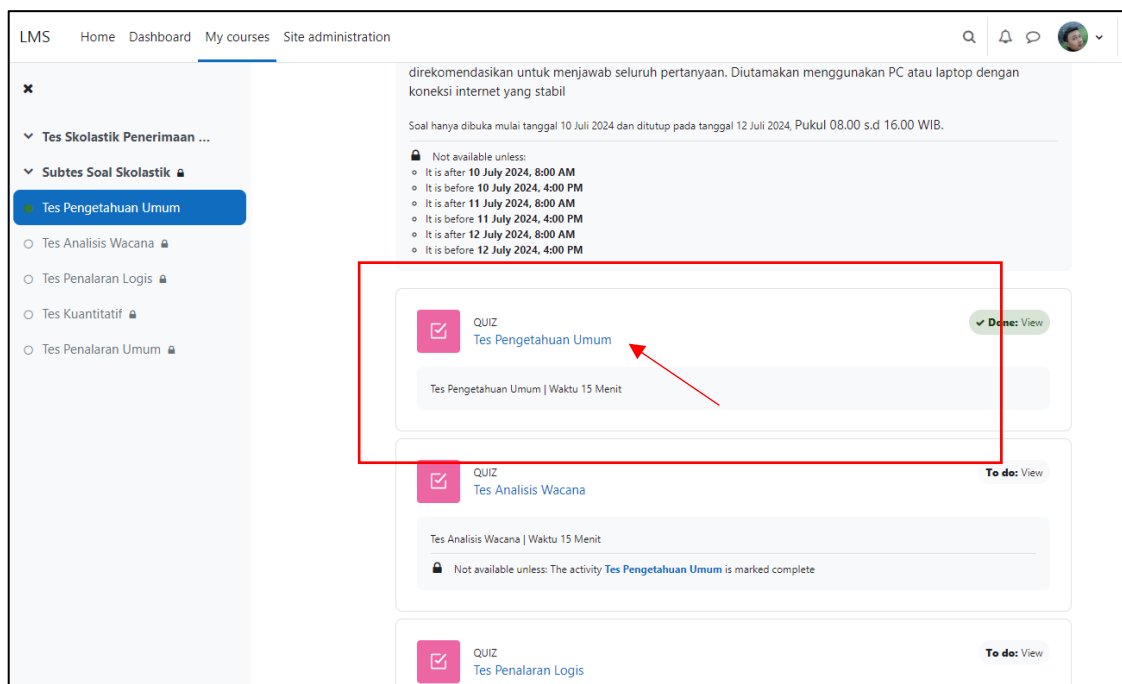 LMS Home Dashboard My courses Site administration
Tes Skolastik Penerimaan ...
Subtes Soal Skolastik
Tes Pengetahuan Umum
Tes Analisis Wacana
Tes Penalaran Logis
Tes Kuantitatif
Tes Penalaran Umum
direkomendasikan untuk menjawab seluruh pertanyaan. Diutamakan menggunakan PC atau laptop dengan
koneksi internet yang stabil
Soal hanya dibuka mulai tanggal 10 Juli 2024 dan ditutup pada tanggal 12 Juli 2024, Pukul 08.00 s.d 16.00 WIB.
Not available unless:
It is after 10 July 2024, 8:00 AM
It is before 10 July 2024, 4:00 PM
It is after 11 July 2024, 8:00 AM
It is before 11 July 2024, 4:00 PM
It is after 12 July 2024, 8:00 AM
It is before 12 July 2024, 4:00 PM
QUIZ
Tes Pengetahuan Umum
Done: View
Tes Pengetahuan Umum | Waktu 15 Menit
QUIZ
Tes Analisis Wacana
To do: View
Tes Analisis Wacana | Waktu 15 Menit
Not available unless: The activity Tes Pengetahuan Umum is marked complete
QUIZ
Tes Penalaran Logis
To do: View